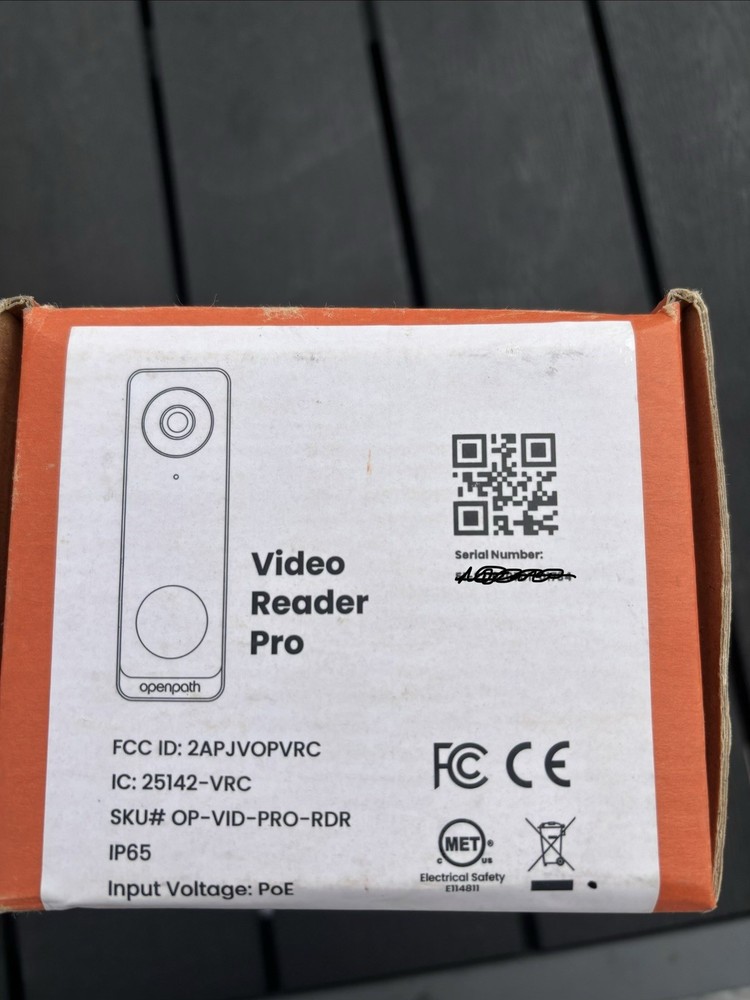 Video
Reader
Pro
openpath
Serial Number:
FCC ID: 2APJVOPVRC
IC: 25142-VRC
SKU# OP-VID-PRO-RDR
IP65
Input Voltage: PoE
FC CE
MET
C US
Electrical Safety
E114811